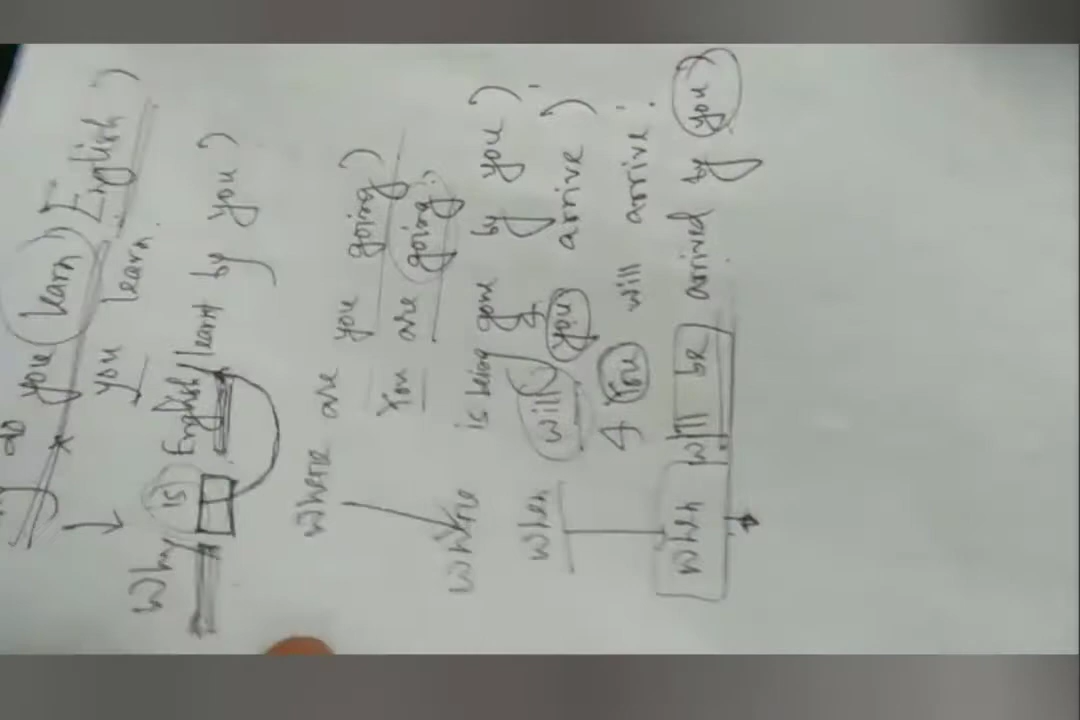 do you learn English ?
you learn.
Why is English learnt by you ?
Where are you going ?
You are going.
Where is being gone by you ?
When will you arrive ?
You will arrive.
When will be arrived by you ?